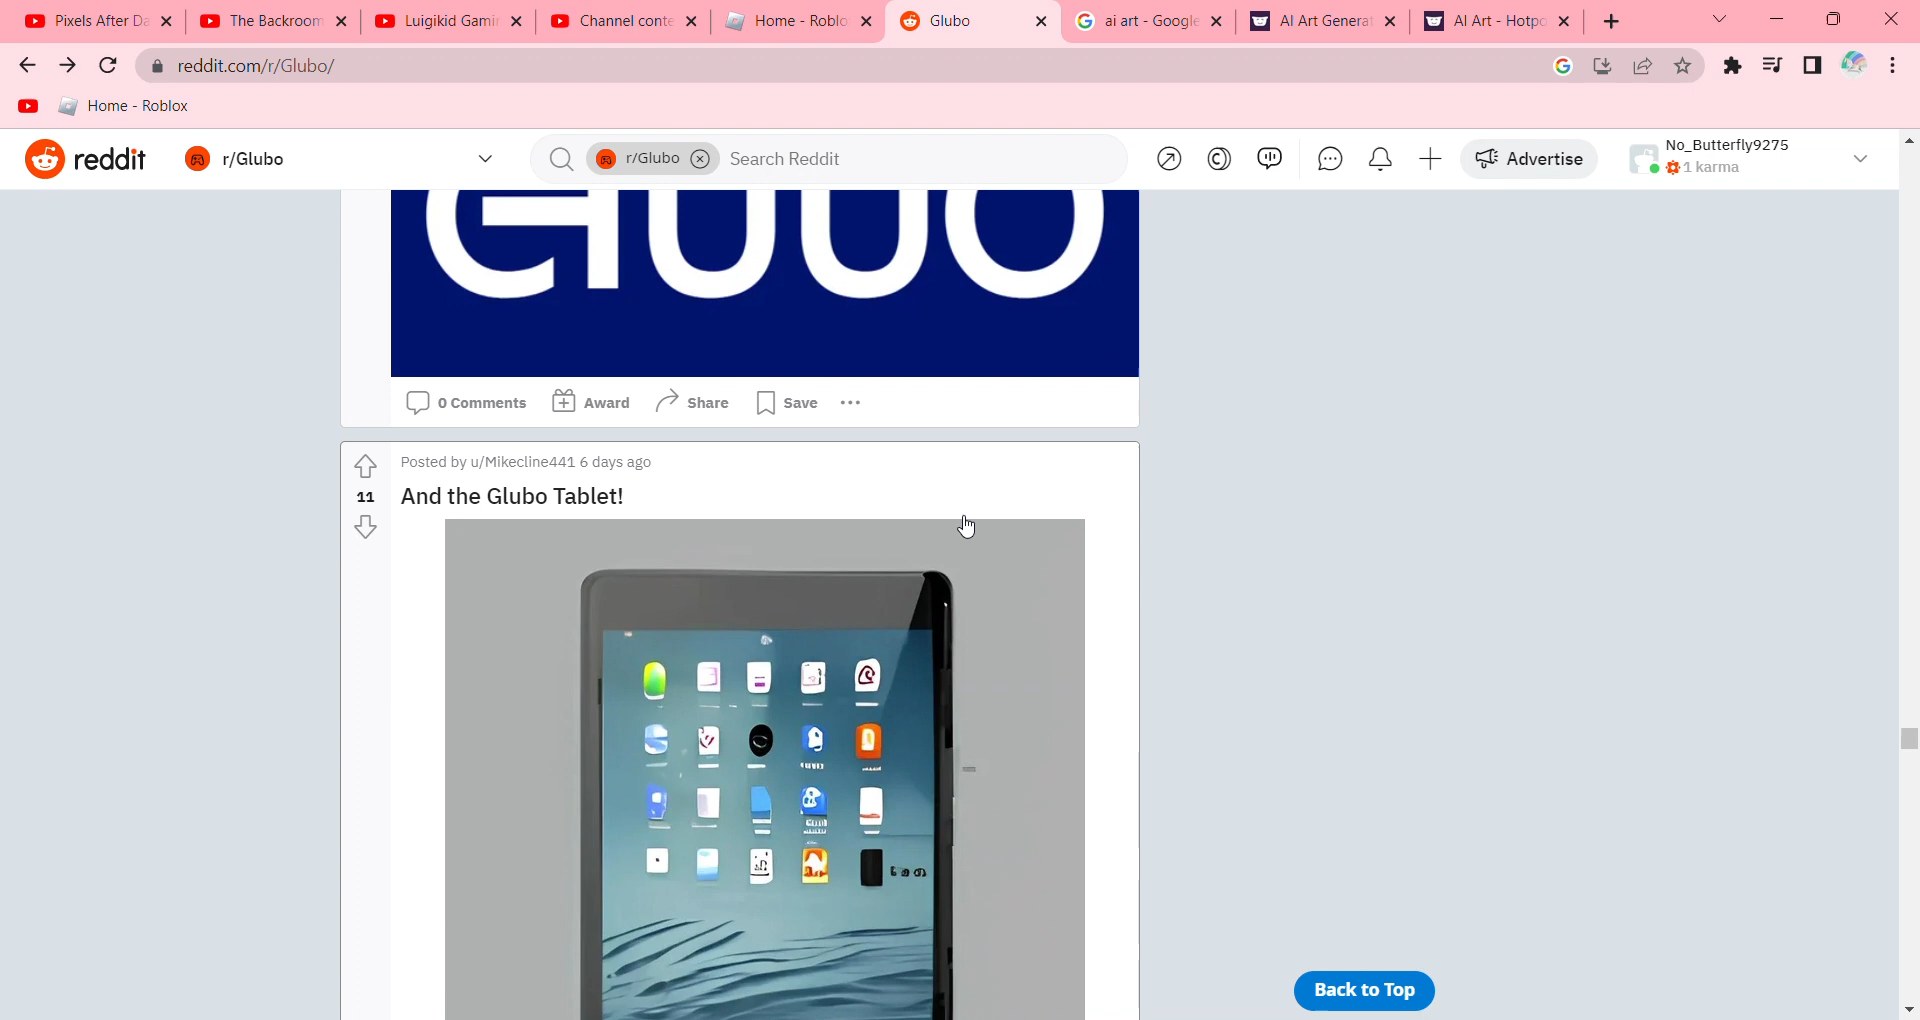 Pixels After Da
The Backroom
Luigikid Gami
Channel conte
Home - Roblo
Glubo
ai art - Google
AI Art Generat
AI Art - Hotpo
reddit.com/r/Glubo/
Home - Roblox
reddit
r/Glubo
r/Glubo
Search Reddit
Advertise
No_Butterfly9275
1 karma
0 Comments
Award
Share
Save
Posted by u/Mikecline441 6 days ago
11
And the Glubo Tablet!
Back to Top